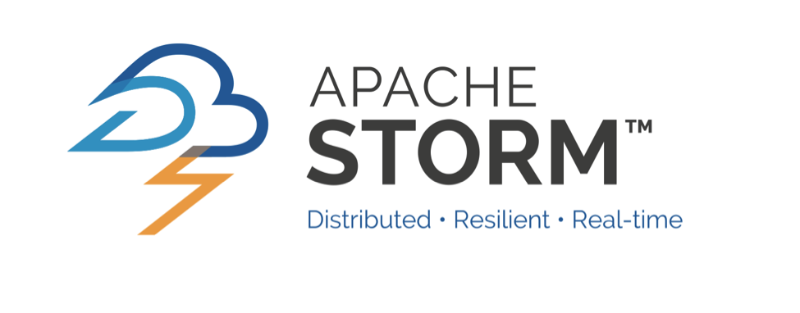 APACHE
STORM™
Distributed • Resilient • Real-time